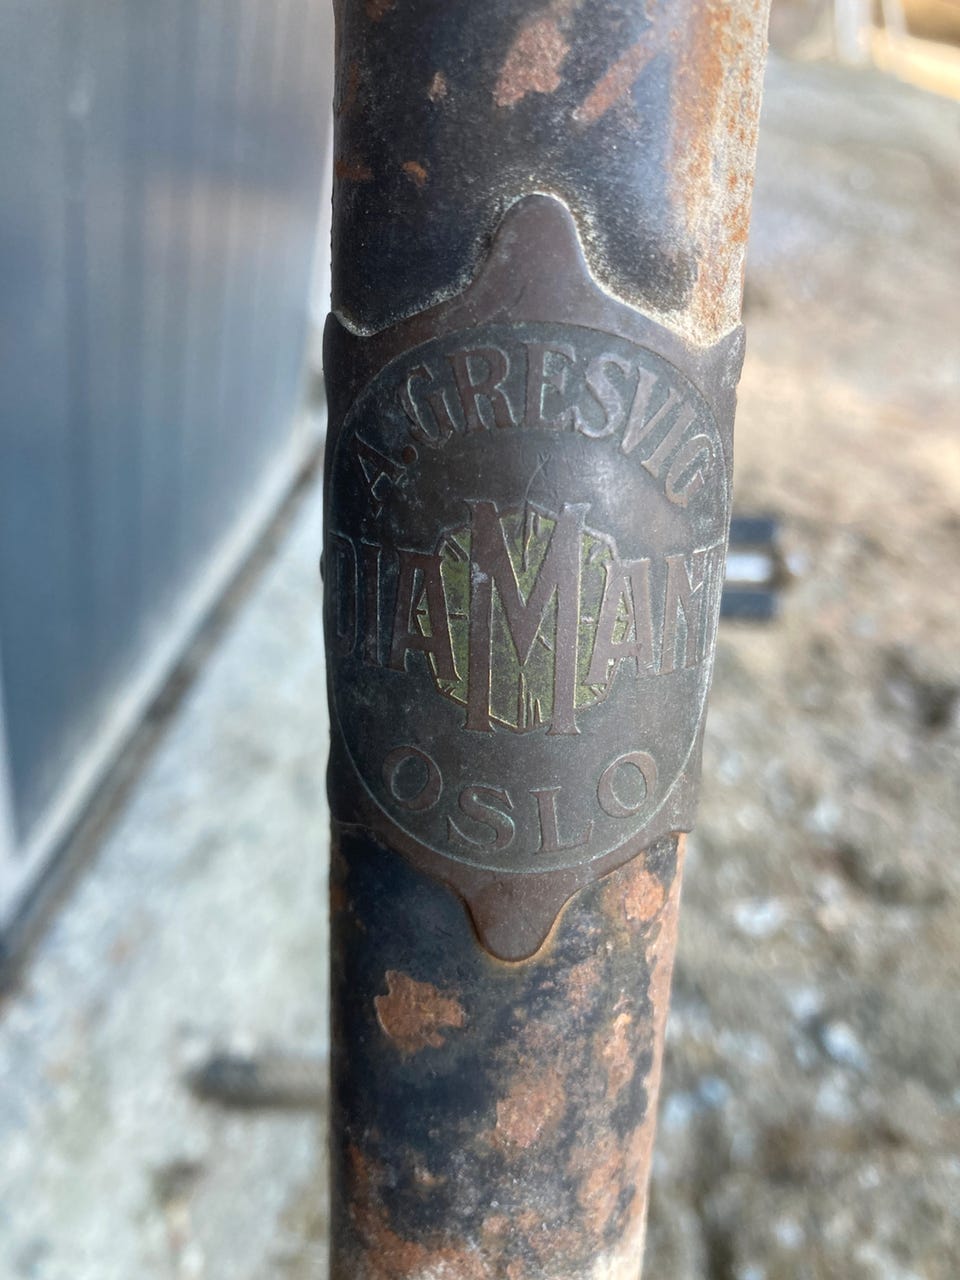 A. GRESVIG
DIAMANT
OSLO